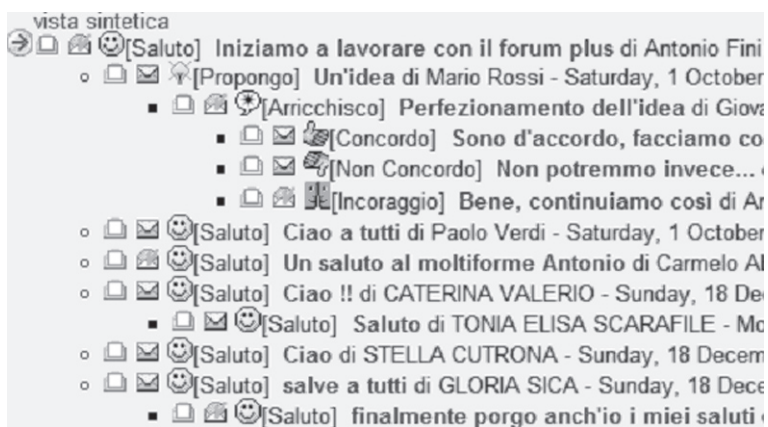 vista sintetica
[Saluto] Iniziamo a lavorare con il forum plus di Antonio Fini
[Propongo] Un'idea di Mario Rossi - Saturday, 1 October
[Arricchisco] Perfezionamento dell'idea di
[Concordo] Sono d'accordo, facciamo
[Non Concordo] Non potremmo invece...
[Incoraggio] Bene, continuiamo così di
[Saluto] Ciao a tutti di Paolo Verdi - Saturday, 1 October
[Saluto] Un saluto al moltiforme Antonio di Carmelo
[Saluto] Ciao !! di CATERINA VALERIO - Sunday, 18
[Saluto] Saluto di TONIA ELISA SCARAFILE -
[Saluto] Ciao di STELLA CUTRONA - Sunday, 18
[Saluto] salve a tutti di GLORIA SICA - Sunday, 18
[Saluto] finalmente porgo anch'io i miei saluti